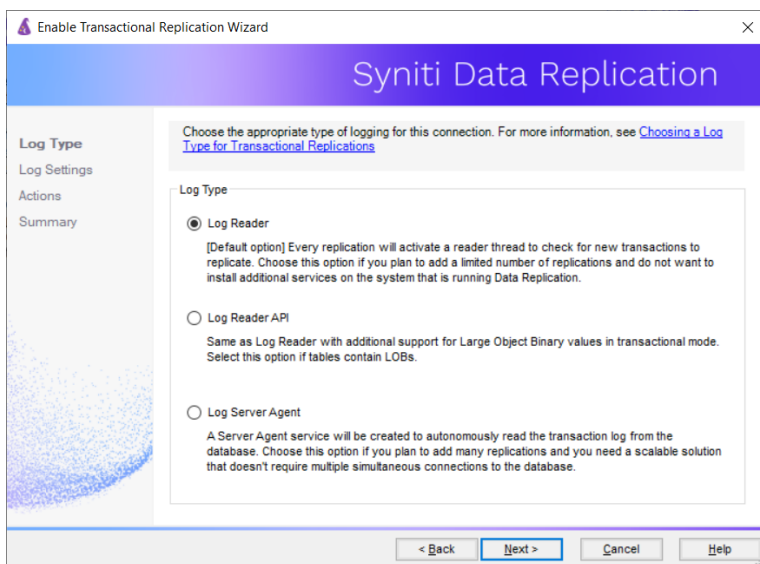 Enable Transactional Replication Wizard
Syniti Data Replication
Log Type
Log Settings
Actions
Summary
Choose the appropriate type of logging for this connection. For more information, see Choosing a Log
Type for Transactional Replications
Log Type
Log Reader
[Default option] Every replication will activate a reader thread to check for new transactions to
replicate. Choose this option if you plan to add a limited number of replications and do not want to
install additional services on the system that is running Data Replication.
Log Reader API
Same as Log Reader with additional support for Large Object Binary values in transactional mode.
Select this option if tables contain LOBs.
Log Server Agent
A Server Agent service will be created to autonomously read the transaction log from the
database. Choose this option if you plan to add many replications and you need a scalable solution
that doesn't require multiple simultaneous connections to the database.
< Back Next > Cancel Help